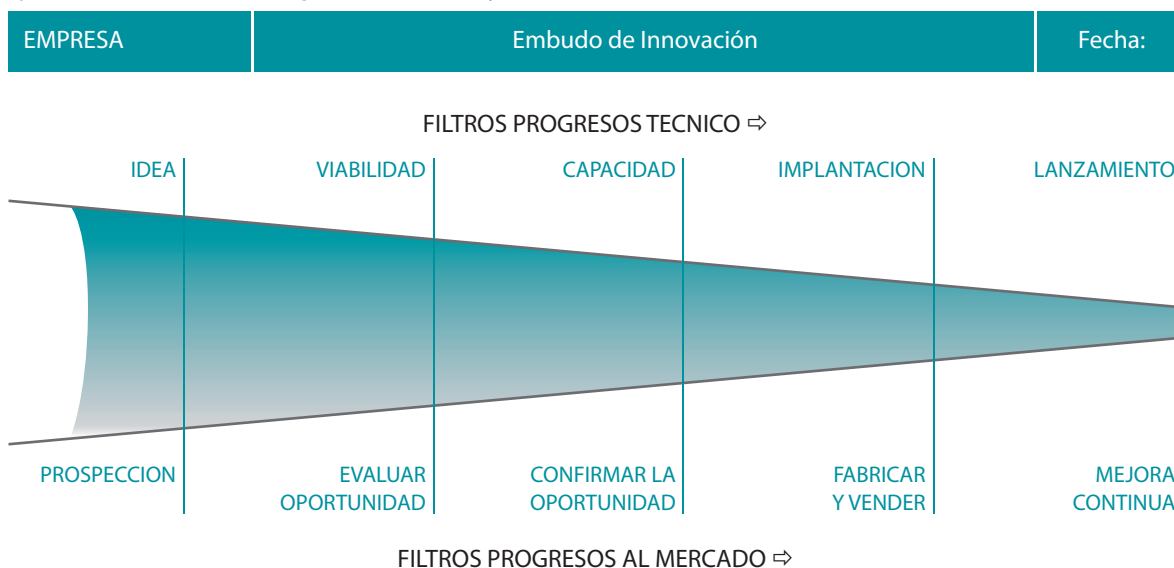 EMPRESA
Embudo de Innovación
Fecha:
FILTROS PROGRESOS TECNICO ⇨
IDEA
VIABILIDAD
CAPACIDAD
IMPLANTACION
LANZAMIENTO
PROSPECCION
EVALUAR
OPORTUNIDAD
CONFIRMAR LA
OPORTUNIDAD
FABRICAR
Y VENDER
MEJORA
CONTINUA
FILTROS PROGRESOS AL MERCADO ⇨